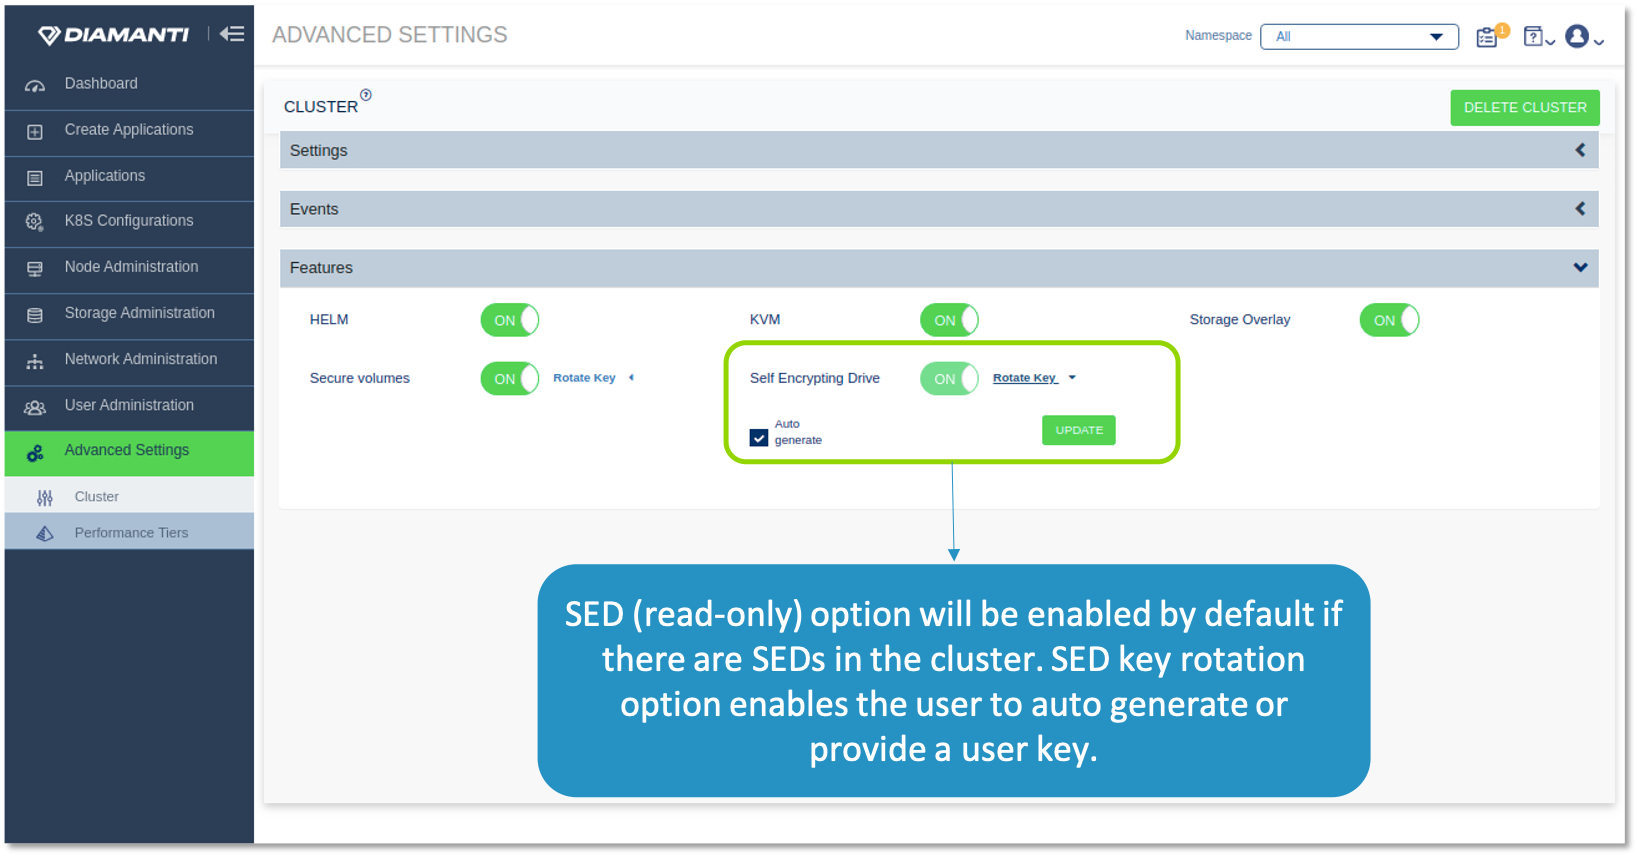 DIAMANTI
ADVANCED SETTINGS
Namespace
All
1
?
Dashboard
Create Applications
Applications
K8S Configurations
Node Administration
Storage Administration
Network Administration
User Administration
Advanced Settings
Cluster
Performance Tiers
CLUSTER ?
DELETE CLUSTER
Settings
Events
Features
HELM ON
KVM ON
Storage Overlay ON
Secure volumes ON Rotate Key
Self Encrypting Drive ON Rotate Key
Auto
generate
UPDATE
SED (read-only) option will be enabled by default if
there are SEDs in the cluster. SED key rotation
option enables the user to auto generate or
provide a user key.